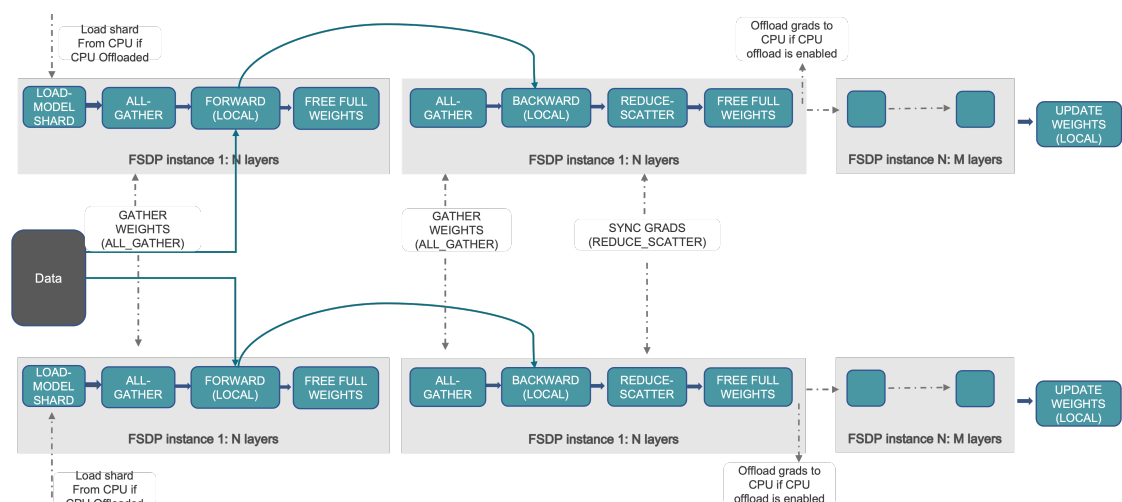 Load shard
From CPU if
CPU Offloaded
Offload grads to
CPU if CPU
offload is enabled
LOAD-
MODEL
SHARD
ALL-
GATHER
FORWARD
(LOCAL)
FREE FULL
WEIGHTS
FSDP instance 1: N layers
ALL-
GATHER
BACKWARD
(LOCAL)
REDUCE-
SCATTER
FREE FULL
WEIGHTS
FSDP instance 1: N layers
FSDP instance N: M layers
UPDATE
WEIGHTS
(LOCAL)
GATHER
WEIGHTS
(ALL_GATHER)
GATHER
WEIGHTS
(ALL_GATHER)
SYNC GRADS
(REDUCE_SCATTER)
Data
LOAD-
MODEL
SHARD
ALL-
GATHER
FORWARD
(LOCAL)
FREE FULL
WEIGHTS
FSDP instance 1: N layers
ALL-
GATHER
BACKWARD
(LOCAL)
REDUCE-
SCATTER
FREE FULL
WEIGHTS
FSDP instance 1: N layers
FSDP instance N: M layers
UPDATE
WEIGHTS
(LOCAL)
Load shard
From CPU if
CPU Offloaded
Offload grads to
CPU if CPU
offload is enabled